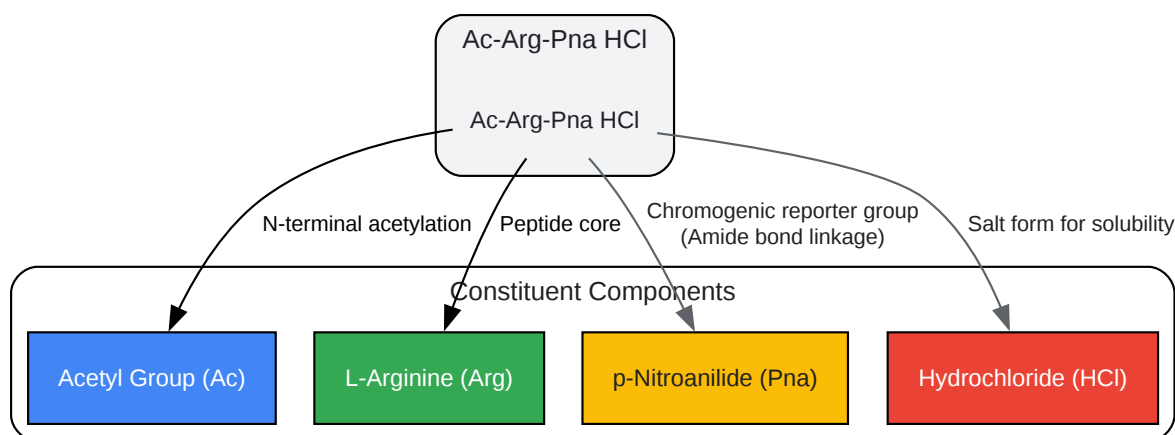 Ac-Arg-Pna HCl
Ac-Arg-Pna HCl
N-terminal acetylation
Peptide core
Chromogenic reporter group
(Amide bond linkage)
Salt form for solubility
Constituent Components
Acetyl Group (Ac)
L-Arginine (Arg)
p-Nitroanilide (Pna)
Hydrochloride (HCl)